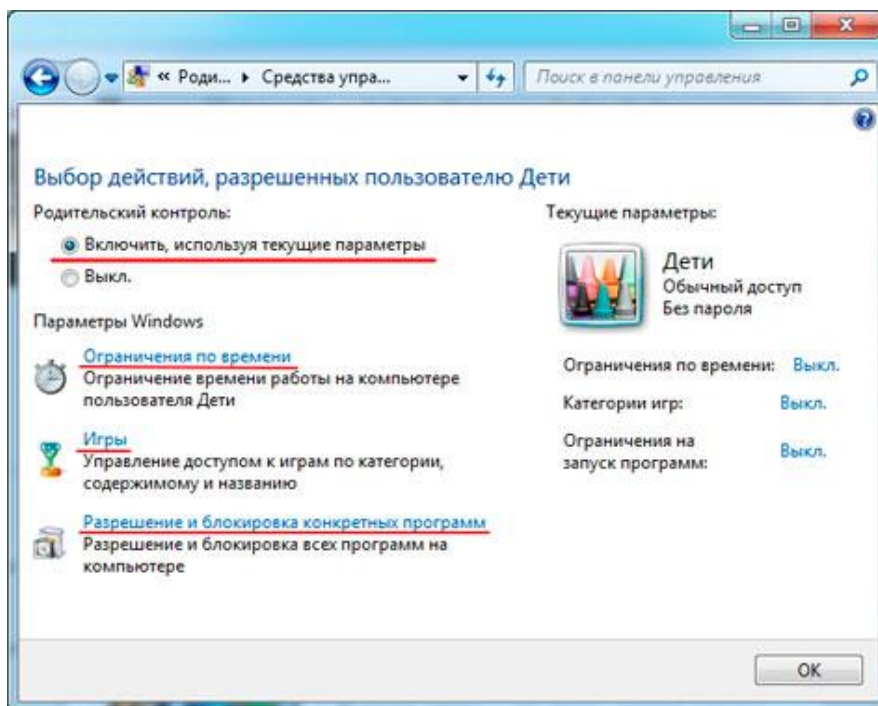 « Роди... ▸ Средства упра...
Поиск в панели управления
Выбор действий, разрешенных пользователю Дети
Родительский контроль:
Включить, используя текущие параметры
Выкл.
Параметры Windows
Ограничения по времени
Ограничение времени работы на компьютере
пользователя Дети
Игры
Управление доступом к играм по категории,
содержимому и названию
Разрешение и блокировка конкретных программ
Разрешение и блокировка всех программ на
компьютере
Текущие параметры:
Дети
Обычный доступ
Без пароля
Ограничения по времени: Выкл.
Категории игр: Выкл.
Ограничения на
запуск программ: Выкл.
OK